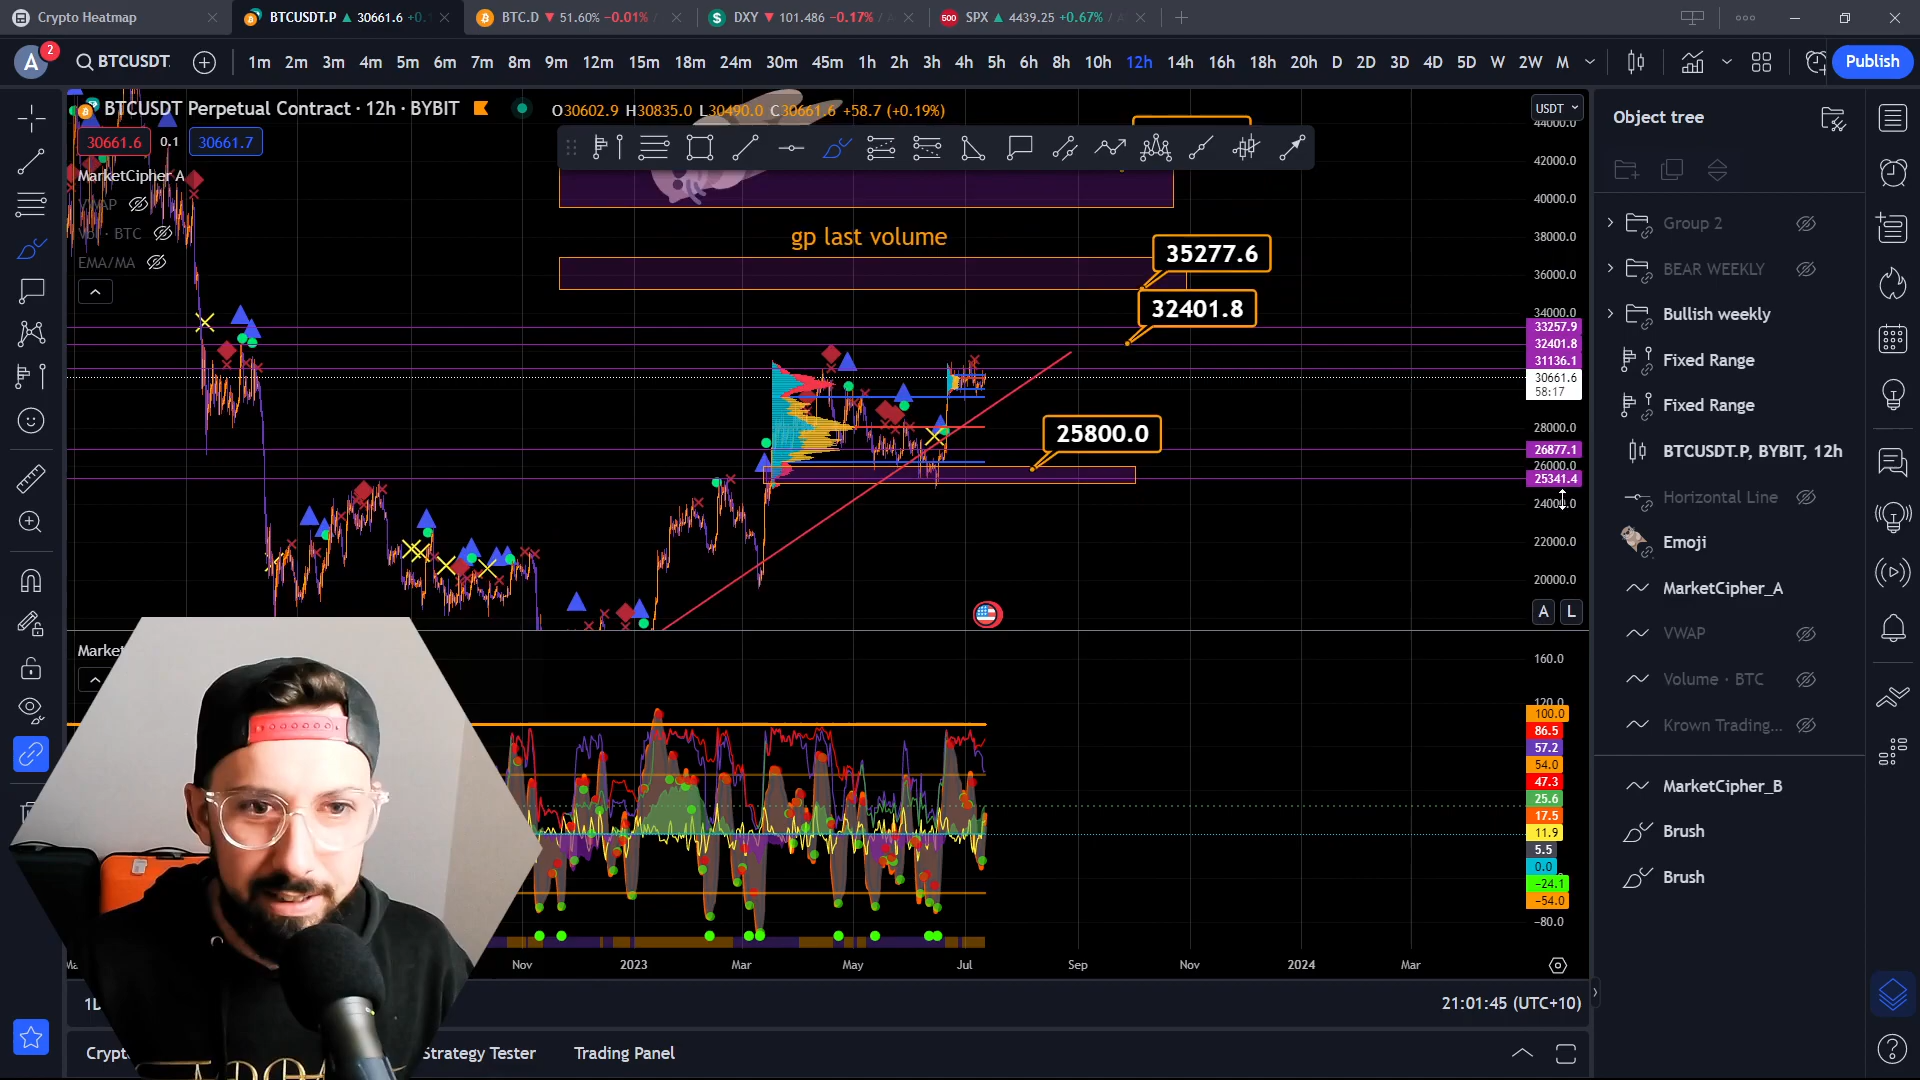 Crypto Heatmap
BTCUSDT.P ▲ 30661.6 +0.
BTC.D ▼ 51.60% −0.01% /
DXY ▼ 101.486 −0.17% /
SPX ▲ 4439.25 +0.67% /
A
2
BTCUSDT.
1m 2m 3m 4m 5m 6m 7m 8m 9m 12m 15m 18m 24m 30m 45m 1h 2h 3h 4h 5h 6h 8h 10h 12h 14h 16h 18h 20h D 2D 3D 4D 5D W 2W M
Publish
BTCUSDT Perpetual Contract · 12h · BYBIT
O30602.9 H30835.0 L30490.0 C30661.6 +58.7 (+0.19%)
30661.6
0.1
30661.7
MarketCipher A
VWAP
Vol · BTC
EMA/MA
USDT
44000.0
42000.0
40000.0
38000.0
36000.0
34000.0
33257.9
32401.8
31136.1
30661.6
58:17
28000.0
26877.1
26000.0
25341.4
24000.0
22000.0
20000.0
gp last volume
35277.6
32401.8
25800.0
A
L
Market
160.0
120.0
100.0
86.5
57.2
54.0
47.3
25.6
17.5
11.9
5.5
0.0
−24.1
−54.0
−80.0
Nov
2023
Mar
May
Jul
Sep
Nov
2024
Mar
21:01:45 (UTC+10)
Strategy Tester
Trading Panel
Object tree
Group 2
BEAR WEEKLY
Bullish weekly
Fixed Range
Fixed Range
BTCUSDT.P, BYBIT, 12h
Horizontal Line
Emoji
MarketCipher_A
VWAP
Volume · BTC
Krown Trading...
MarketCipher_B
Brush
Brush